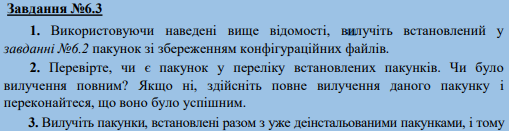 Завдання №6.3
1. Використовуючи наведені вище відомості, вилучіть встановлений у
завданні №6.2 пакунок зі збереженням конфігураційних файлів.
2. Перевірте, чи є пакунок у переліку встановлених пакунків. Чи було
вилучення повним? Якщо ні, здійсніть повне вилучення даного пакунку і
переконайтеся, що воно було успішним.
3. Вилучіть пакунки, встановлені разом з уже деінстальованими пакунками, і тому